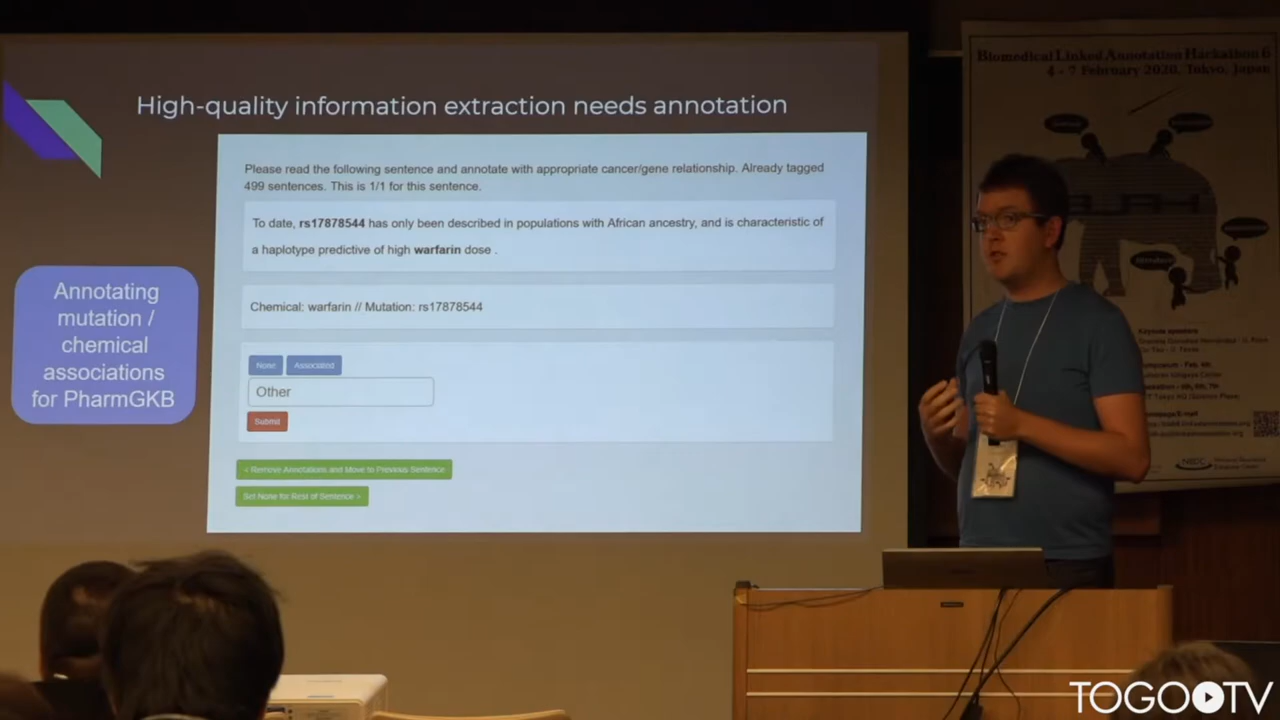 High-quality information extraction needs annotation
Please read the following sentence and annotate with appropriate cancer/gene relationship. Already tagged
499 sentences. This is 1/1 for this sentence.
To date, rs17878544 has only been described in populations with African ancestry, and is characteristic of
a haplotype predictive of high warfarin dose .
Chemical: warfarin // Mutation: rs17878544
None Associated
Other
Submit
< Remove Annotations and Move to Previous Sentence
Set None for Rest of Sentence >
Annotating
mutation /
chemical
associations
for PharmGKB
Biomedical Linked Annotation Hackathon 6
4 - 7 February 2020, Tokyo, Japan
Keynote speakers
NBDC
TOGO TV